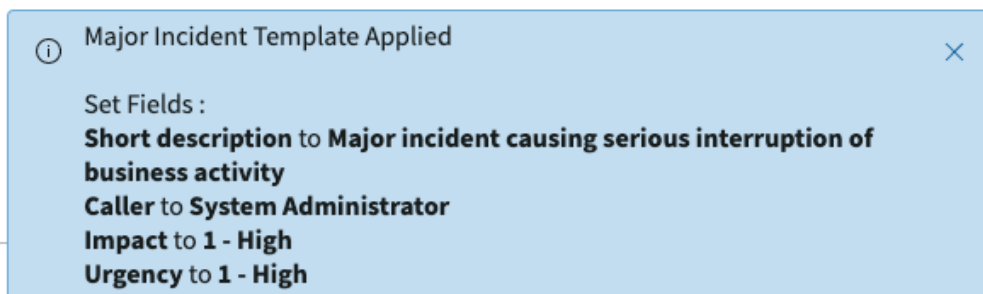 Major Incident Template Applied
Set Fields :
Short description to Major incident causing serious interruption of
business activity
Caller to System Administrator
Impact to 1 - High
Urgency to 1 - High